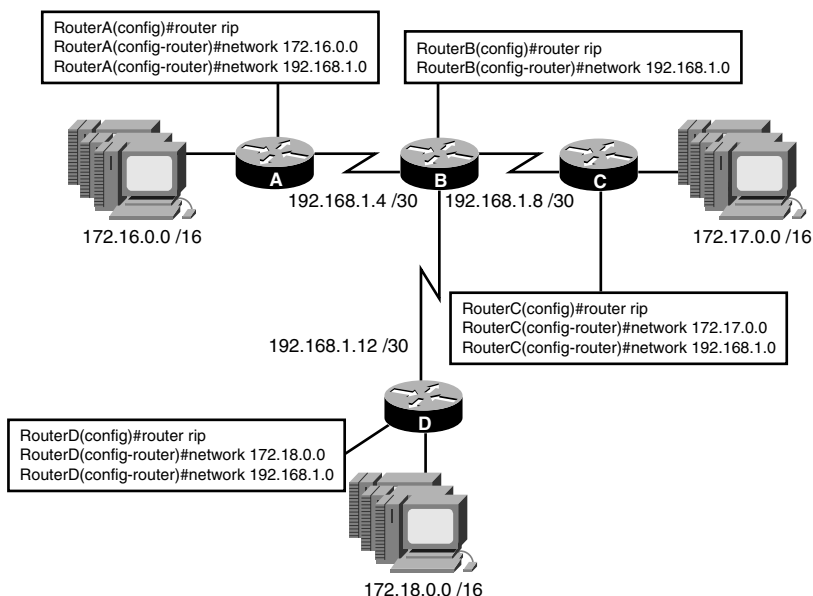 RouterA(config)#router rip
RouterA(config-router)#network 172.16.0.0
RouterA(config-router)#network 192.168.1.0
RouterB(config)#router rip
RouterB(config-router)#network 192.168.1.0
A
B
C
192.168.1.4 /30
192.168.1.8 /30
172.16.0.0 /16
172.17.0.0 /16
RouterC(config)#router rip
RouterC(config-router)#network 172.17.0.0
RouterC(config-router)#network 192.168.1.0
192.168.1.12 /30
D
RouterD(config)#router rip
RouterD(config-router)#network 172.18.0.0
RouterD(config-router)#network 192.168.1.0
172.18.0.0 /16